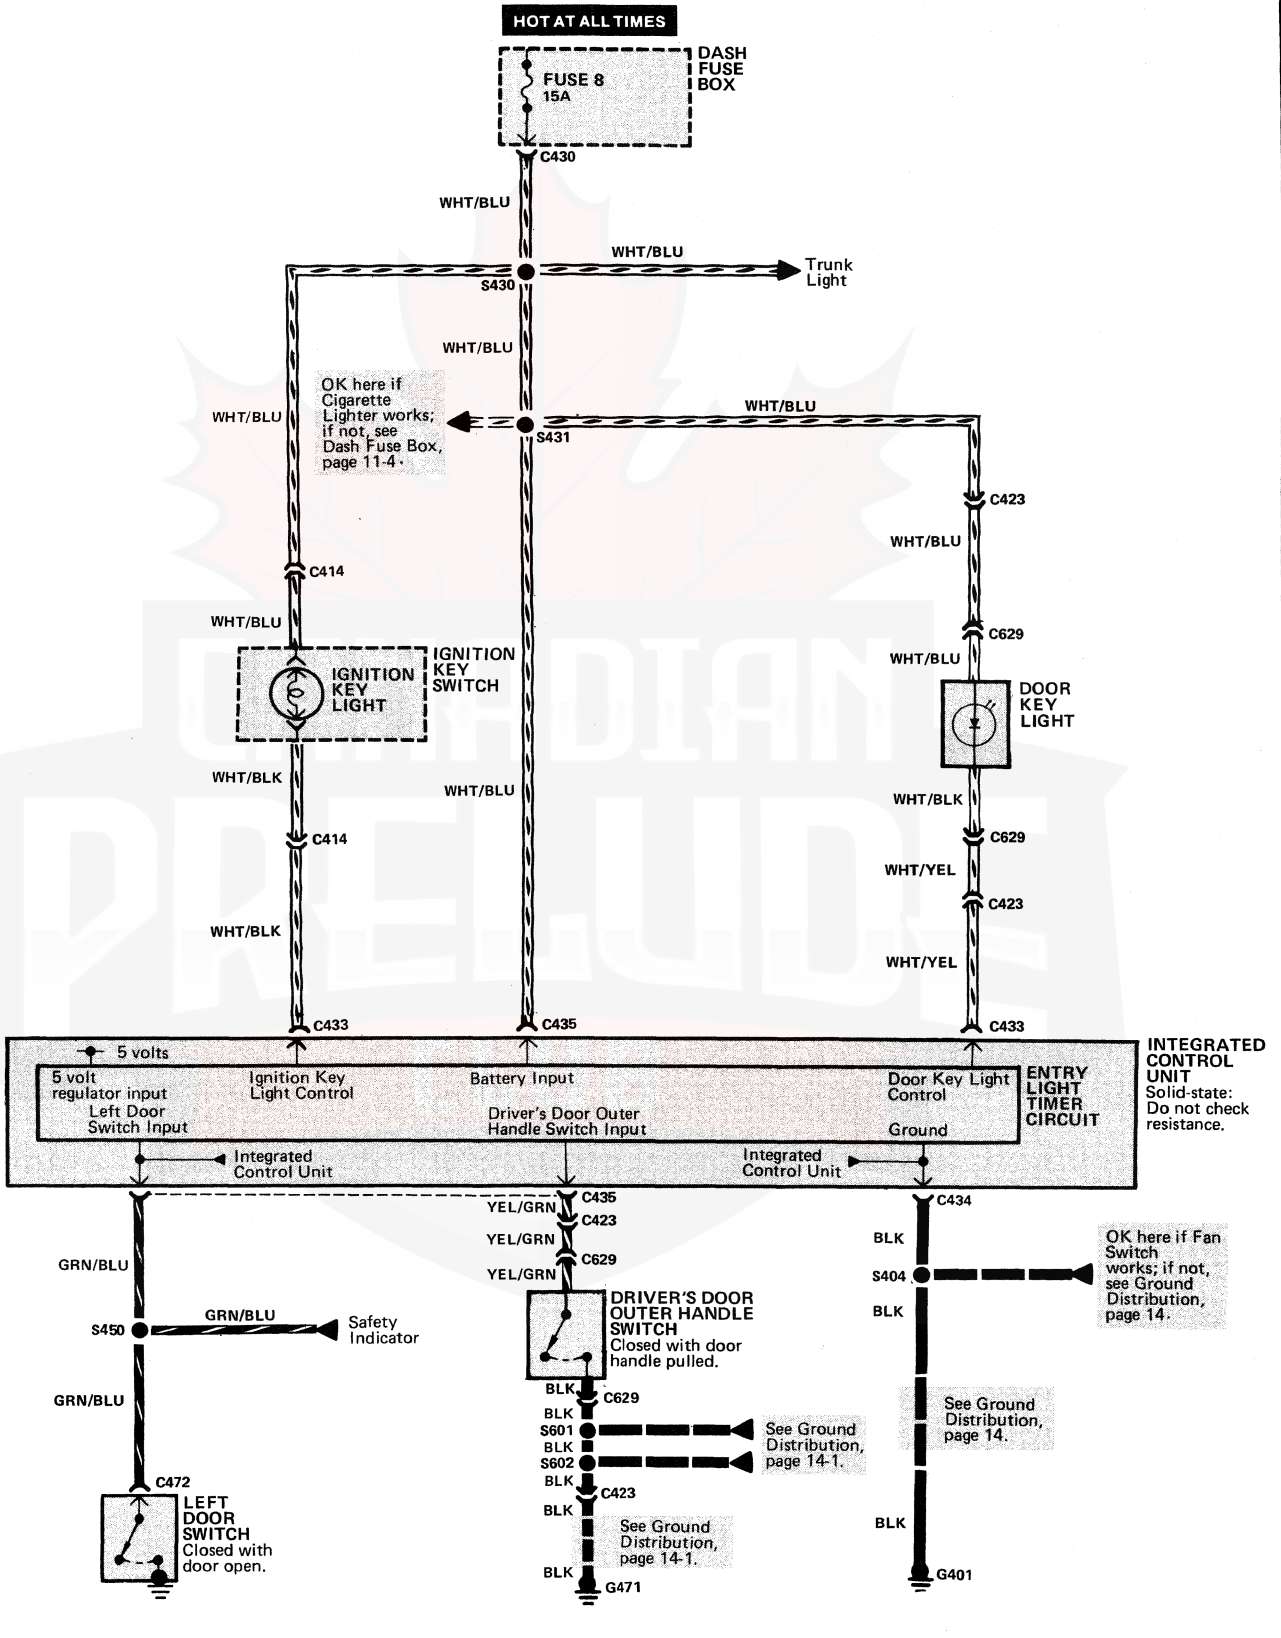 HOT AT ALL TIMES
DASH
FUSE
BOX
FUSE 8
15A
C430
WHT/BLU
WHT/BLU
Trunk
Light
S430
WHT/BLU
OK here if
Cigarette
Lighter works;
if not, see
Dash Fuse Box,
page 11-4.
WHT/BLU
WHT/BLU
S431
C423
WHT/BLU
C414
WHT/BLU
C629
WHT/BLU
IGNITION
KEY
SWITCH
IGNITION
KEY
LIGHT
DOOR
KEY
LIGHT
CANADIAN
PRELUDE
WHT/BLK
WHT/BLU
WHT/BLK
C414
C629
WHT/YEL
C423
WHT/BLK
WHT/YEL
C433
C435
C433
INTEGRATED
CONTROL
UNIT
Solid-state:
Do not check
resistance.
5 volts
5 volt
regulator input
Ignition Key
Light Control
Battery Input
Door Key Light
Control
ENTRY
LIGHT
TIMER
CIRCUIT
Left Door
Switch Input
Driver's Door Outer
Handle Switch Input
Ground
Integrated
Control Unit
Integrated
Control Unit
C435
YEL/GRN
C423
YEL/GRN
C629
YEL/GRN
C434
BLK
OK here if Fan
Switch
works; if not,
see Ground
Distribution,
page 14.
S404
BLK
GRN/BLU
GRN/BLU
S450
Safety
Indicator
GRN/BLU
DRIVER'S DOOR
OUTER HANDLE
SWITCH
Closed with door
handle pulled.
BLK
C629
BLK
S601
BLK
S602
BLK
C423
BLK
See Ground
Distribution,
page 14-1.
See Ground
Distribution,
page 14.
C472
LEFT
DOOR
SWITCH
Closed with
door open.
See Ground
Distribution,
page 14-1.
BLK
G471
BLK
G401